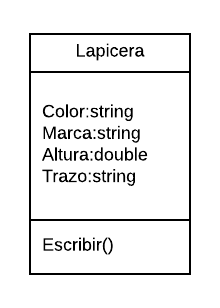 Lapicera
Color:string
Marca:string
Altura:double
Trazo:string
Escribir()